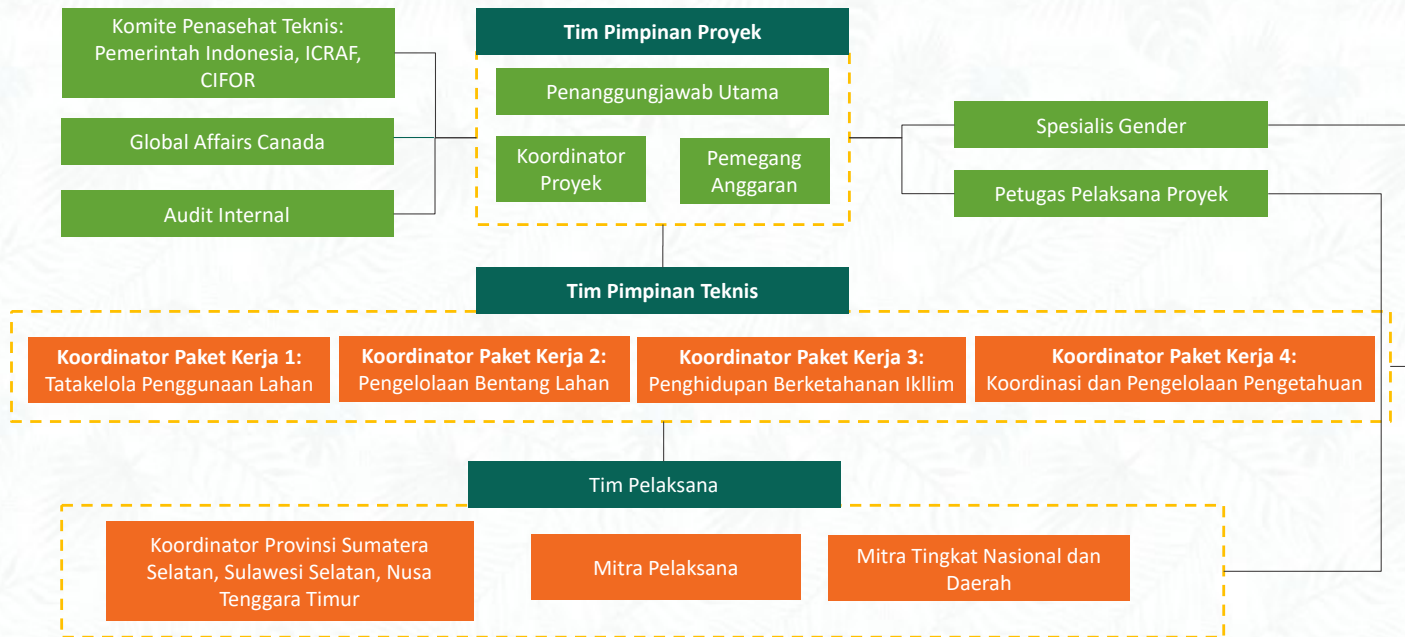 Komite Penasehat Teknis:
Pemerintah Indonesia, ICRAF,
CIFOR
Global Affairs Canada
Audit Internal
Tim Pimpinan Proyek
Penanggungjawab Utama
Koordinator
Proyek
Pemegang
Anggaran
Spesialis Gender
Petugas Pelaksana Proyek
Tim Pimpinan Teknis
Koordinator Paket Kerja 1:
Tatakelola Penggunaan Lahan
Koordinator Paket Kerja 2:
Pengelolaan Bentang Lahan
Koordinator Paket Kerja 3:
Penghidupan Berketahanan Ikllim
Koordinator Paket Kerja 4:
Koordinasi dan Pengelolaan Pengetahuan
Tim Pelaksana
Koordinator Provinsi Sumatera
Selatan, Sulawesi Selatan, Nusa
Tenggara Timur
Mitra Pelaksana
Mitra Tingkat Nasional dan
Daerah